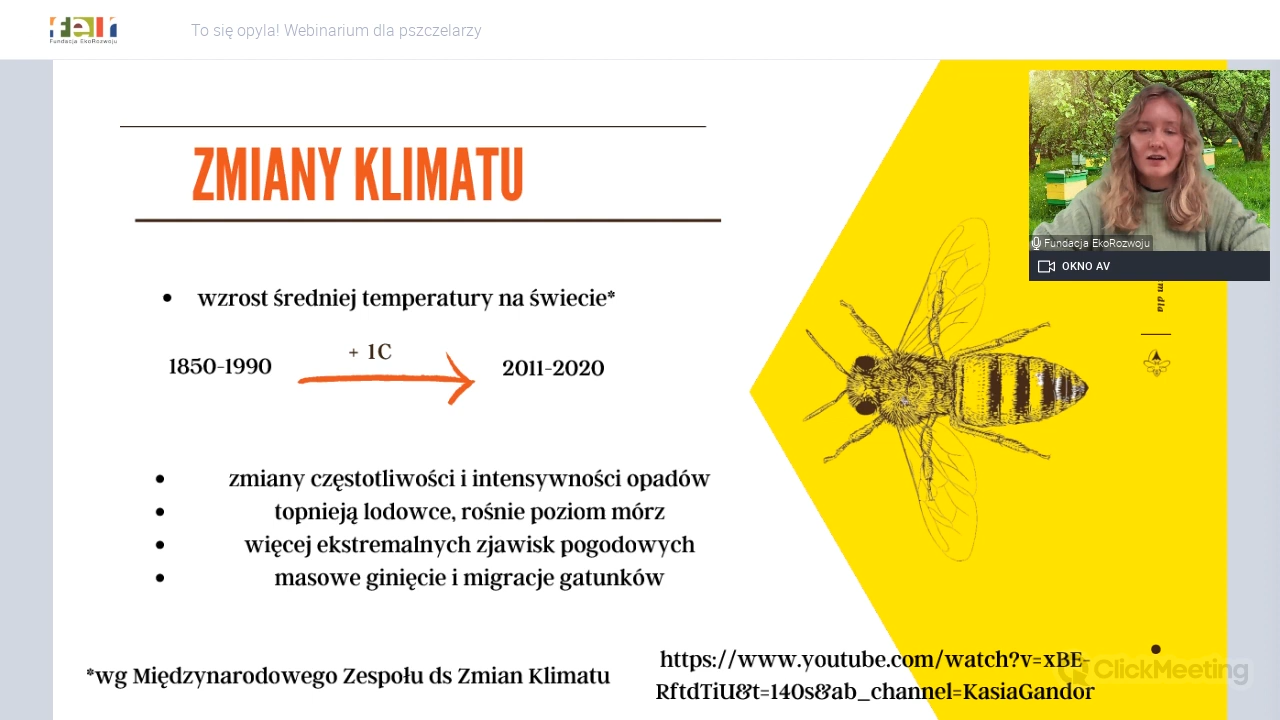 fer
Fundacja EkoRozwoju
To się opyla! Webinarium dla pszczelarzy
ZMIANY KLIMATU
Fundacja EkoRozwoju
OKNO AV
dla
• wzrost średniej temperatury na świecie*
+ 1C
1850-1990
2011-2020
• zmiany częstotliwości i intensywności opadów
• topnieją lodowce, rośnie poziom mórz
• więcej ekstremalnych zjawisk pogodowych
• masowe ginięcie i migracje gatunków
*wg Międzynarodowego Zespołu ds Zmian Klimatu
https://www.youtube.com/watch?v=xBE-
RftdTiU&t=140s&ab_channel=KasiaGandor
ClickMeeting